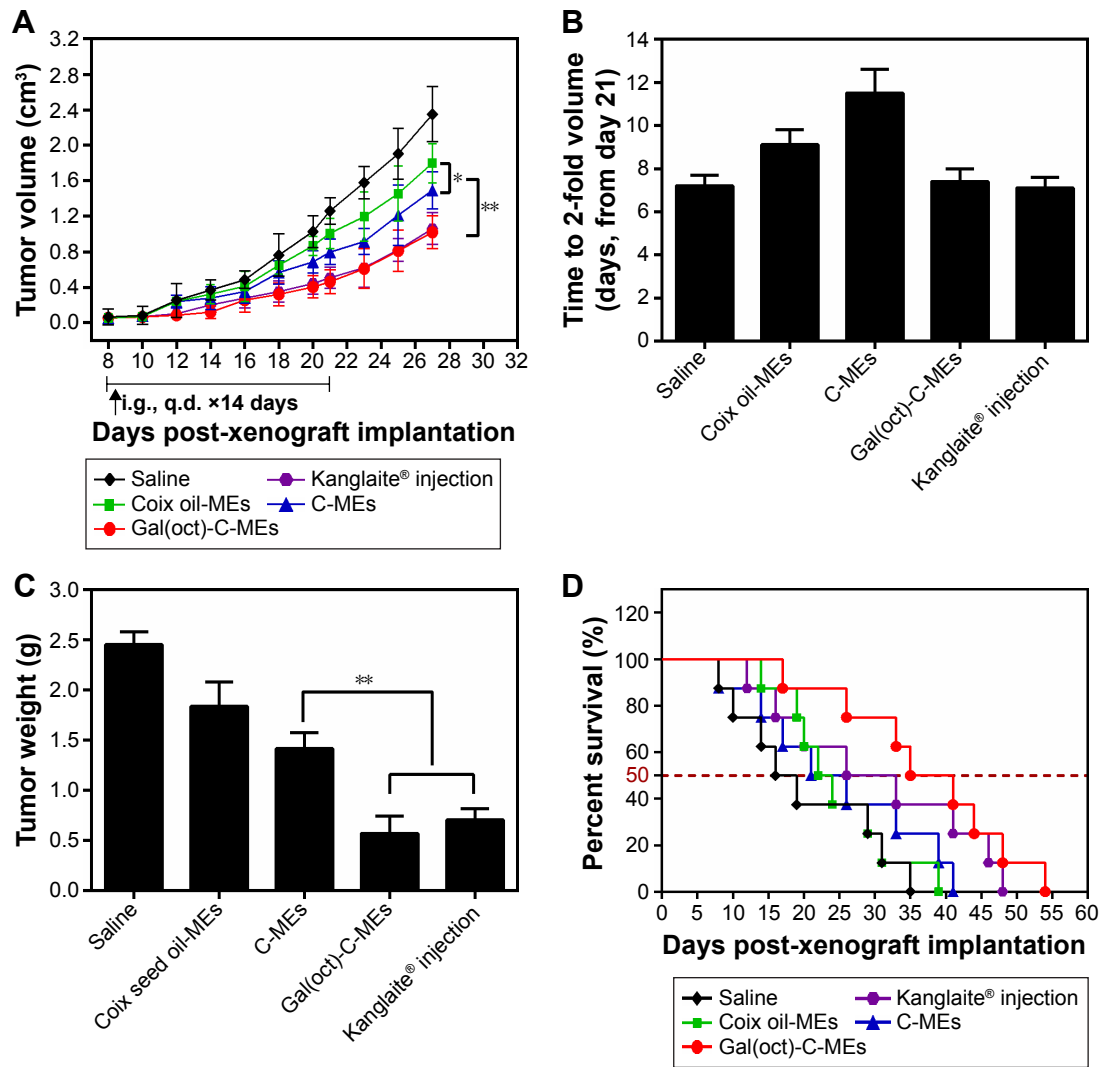 A
Tumor volume (cm³)
3.2
2.8
2.4
2.0
1.6
1.2
0.8
0.4
0.0
*
**
8 10 12 14 16 18 20 22 24 26 28 30 32
i.g., q.d. ×14 days
Days post-xenograft implantation
Saline
Kanglaite® injection
Coix oil-MEs
C-MEs
Gal(oct)-C-MEs
B
Time to 2-fold volume
(days, from day 21)
14
12
10
8
6
4
2
0
Saline
Coix oil-MEs
C-MEs
Gal(oct)-C-MEs
Kanglaite® injection
C
Tumor weight (g)
3.0
2.5
2.0
1.5
1.0
0.5
0.0
**
Saline
Coix seed oil-MEs
C-MEs
Gal(oct)-C-MEs
Kanglaite® injection
D
Percent survival (%)
120
100
80
60
50
40
20
0
0 5 10 15 20 25 30 35 40 45 50 55 60
Days post-xenograft implantation
Saline
Kanglaite® injection
Coix oil-MEs
C-MEs
Gal(oct)-C-MEs